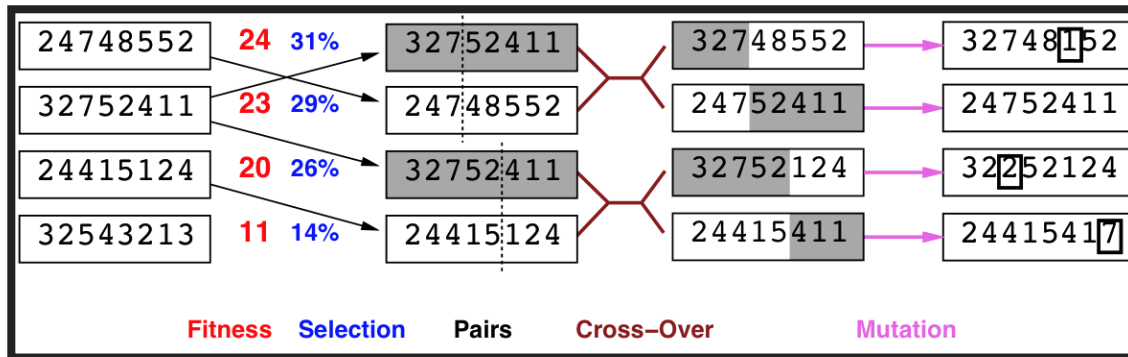 24748552 24 31% 32752411 32748552 32748152
32752411 23 29% 24748552 24752411 24752411
24415124 20 26% 32752411 32752124 32252124
32543213 11 14% 24415124 24415411 24415417
Fitness Selection Pairs Cross–Over Mutation